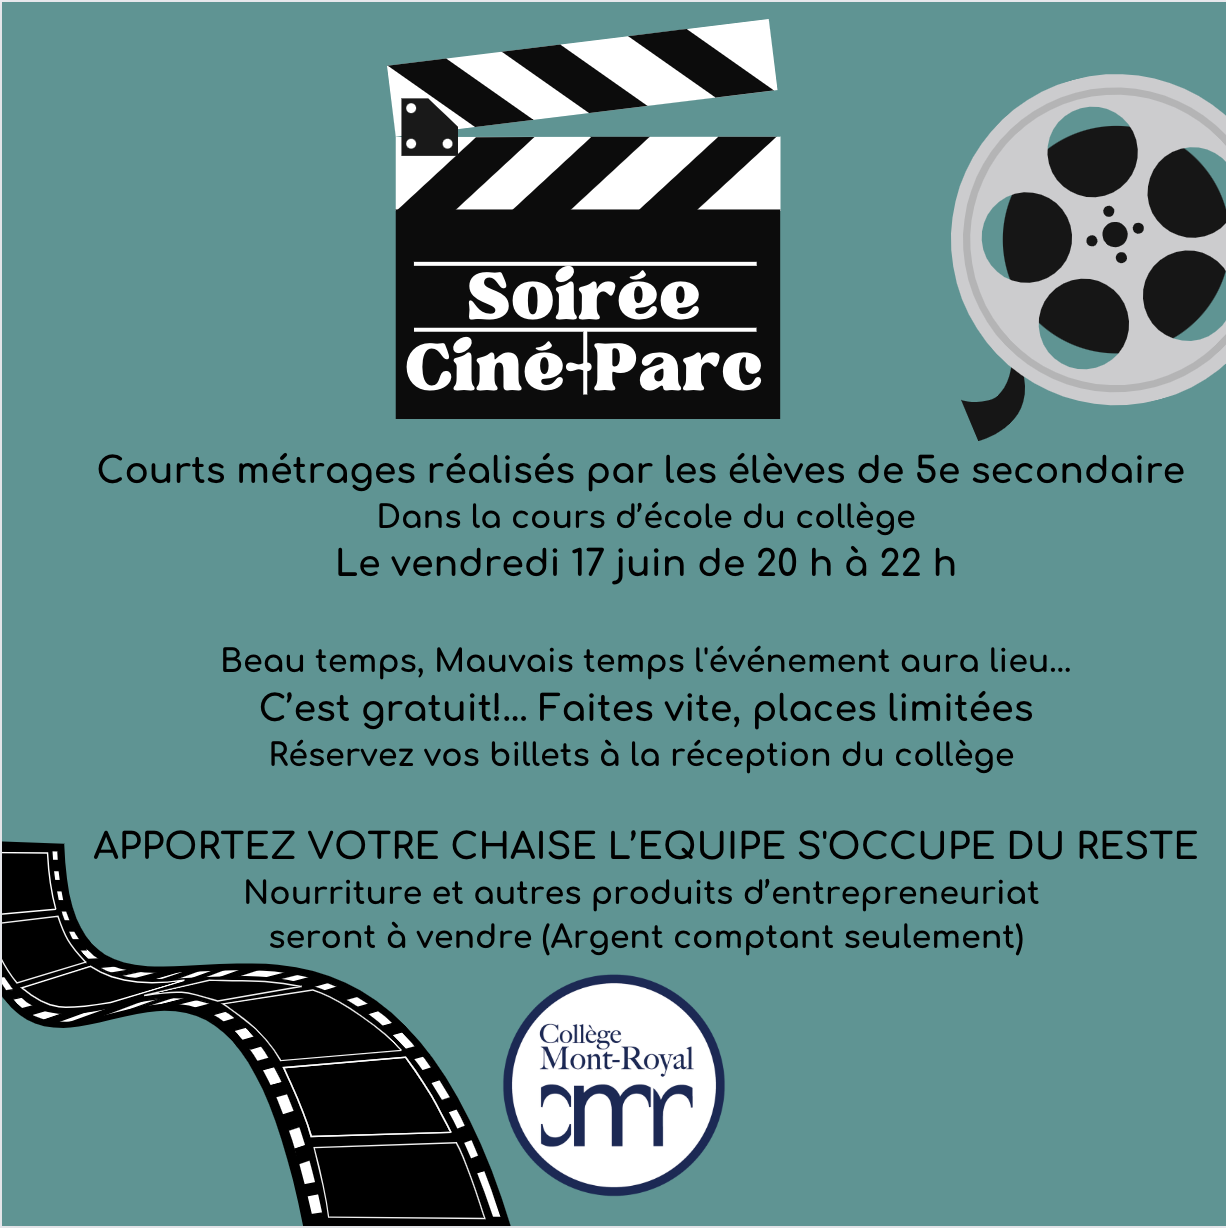 Soirée
Ciné-Parc
Courts métrages réalisés par les élèves de 5e secondaire
Dans la cours d’école du collège
Le vendredi 17 juin de 20 h à 22 h
Beau temps, Mauvais temps l'événement aura lieu...
C’est gratuit!... Faites vite, places limitées
Réservez vos billets à la réception du collège
APPORTEZ VOTRE CHAISE L’EQUIPE S'OCCUPE DU RESTE
Nourriture et autres produits d’entrepreneuriat
seront à vendre (Argent comptant seulement)
Collège
Mont-Royal
cmr